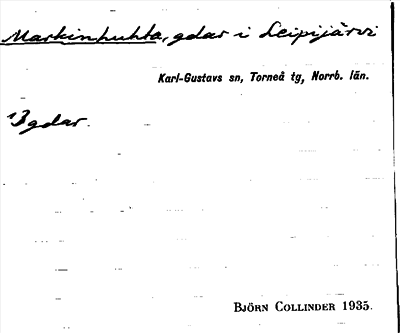 Markinhuhta, gdar i Leipijärvi
Karl-Gustavs sn, Torneå tg, Norrb. län.
3 gdar.
BJÖRN COLLINDER 1935.